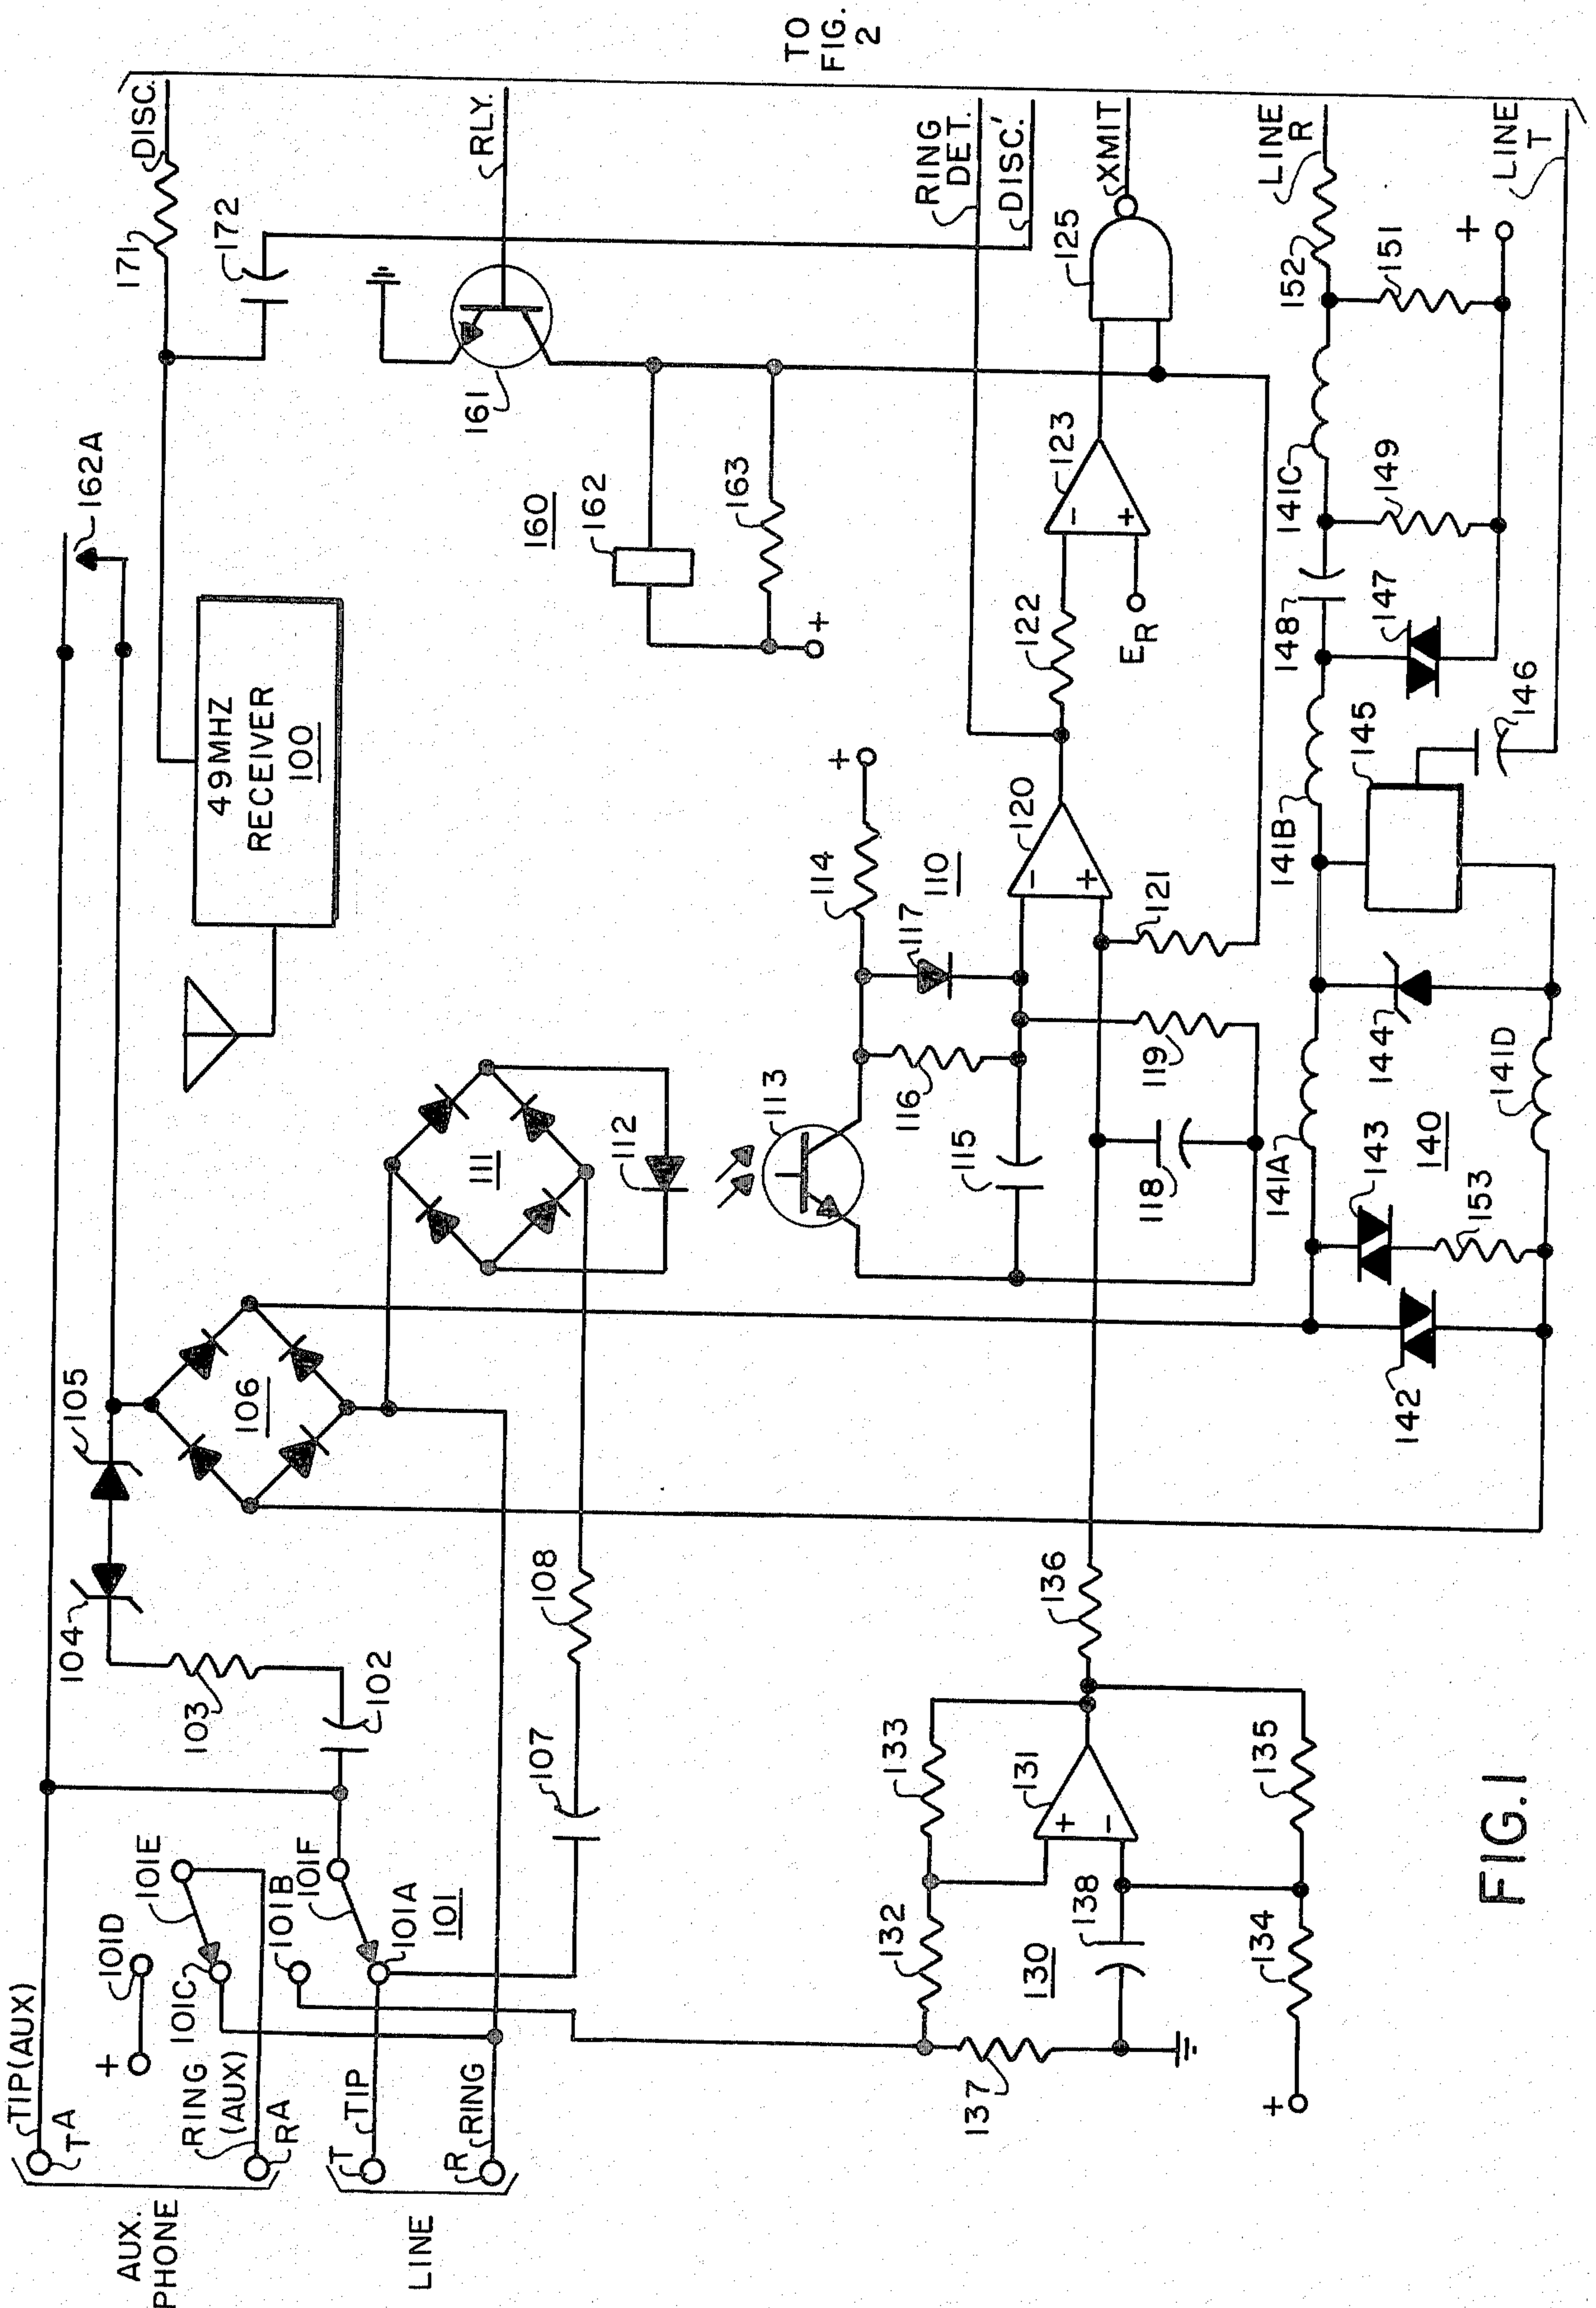 AUX.
PHONE
TIP (AUX)
TA
+
101D
101E
101C
RING
(AUX)
RA
101B
101F
101A
101
LINE
T
TIP
R
RING
102
103
104
105
106
107
108
162A
49MHZ
RECEIVER
100
171
DISC.
172
RLY.
161
160
162
163
+
TO
FIG.
2
111
112
113
114
+
110
115
116
117
118
119
120
-
+
121
122
RING
DET.
DISC.'
123
-
+
ER
125
XMIT
130
131
+
-
132
133
134
+
135
136
137
138
140
141A
141B
141C
141D
142
143
144
145
146
147
148
149
151
152
153
+
LINE
R
LINE
T
FIG. 1